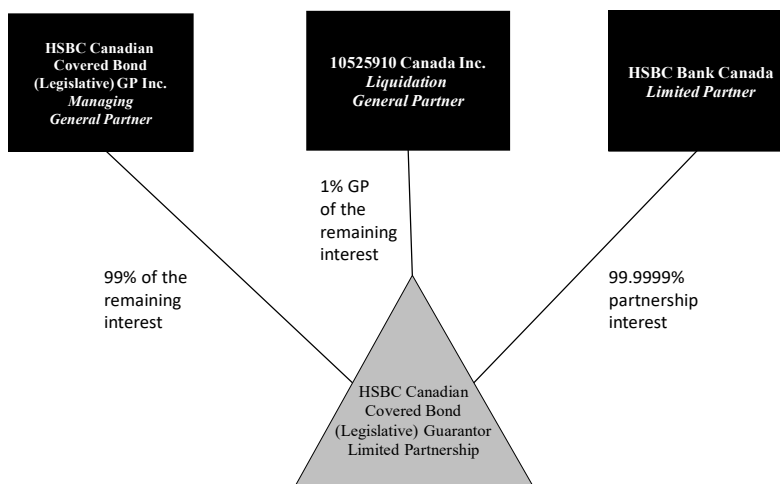 HSBC Canadian
Covered Bond
(Legislative) GP Inc.
Managing
General Partner
10525910 Canada Inc.
Liquidation
General Partner
HSBC Bank Canada
Limited Partner
1% GP
of the
remaining
interest
99% of the
remaining
interest
99.9999%
partnership
interest
HSBC Canadian
Covered Bond
(Legislative) Guarantor
Limited Partnership